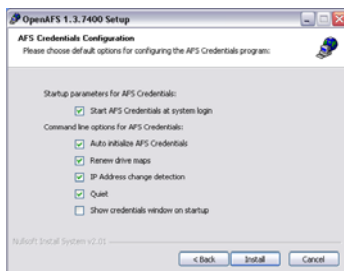 OpenAFS 1.3.7400 Setup
AFS Credentials Configuration
Please choose default options for configuring the AFS Credentials program:
Startup parameters for AFS Credentials:
Start AFS Credentials at system login
Command line options for AFS Credentials:
Auto initialize AFS Credentials
Renew drive maps
IP Address change detection
Quiet
Show credentials window on startup
Nullsoft Install System v2.01
< Back
Install
Cancel